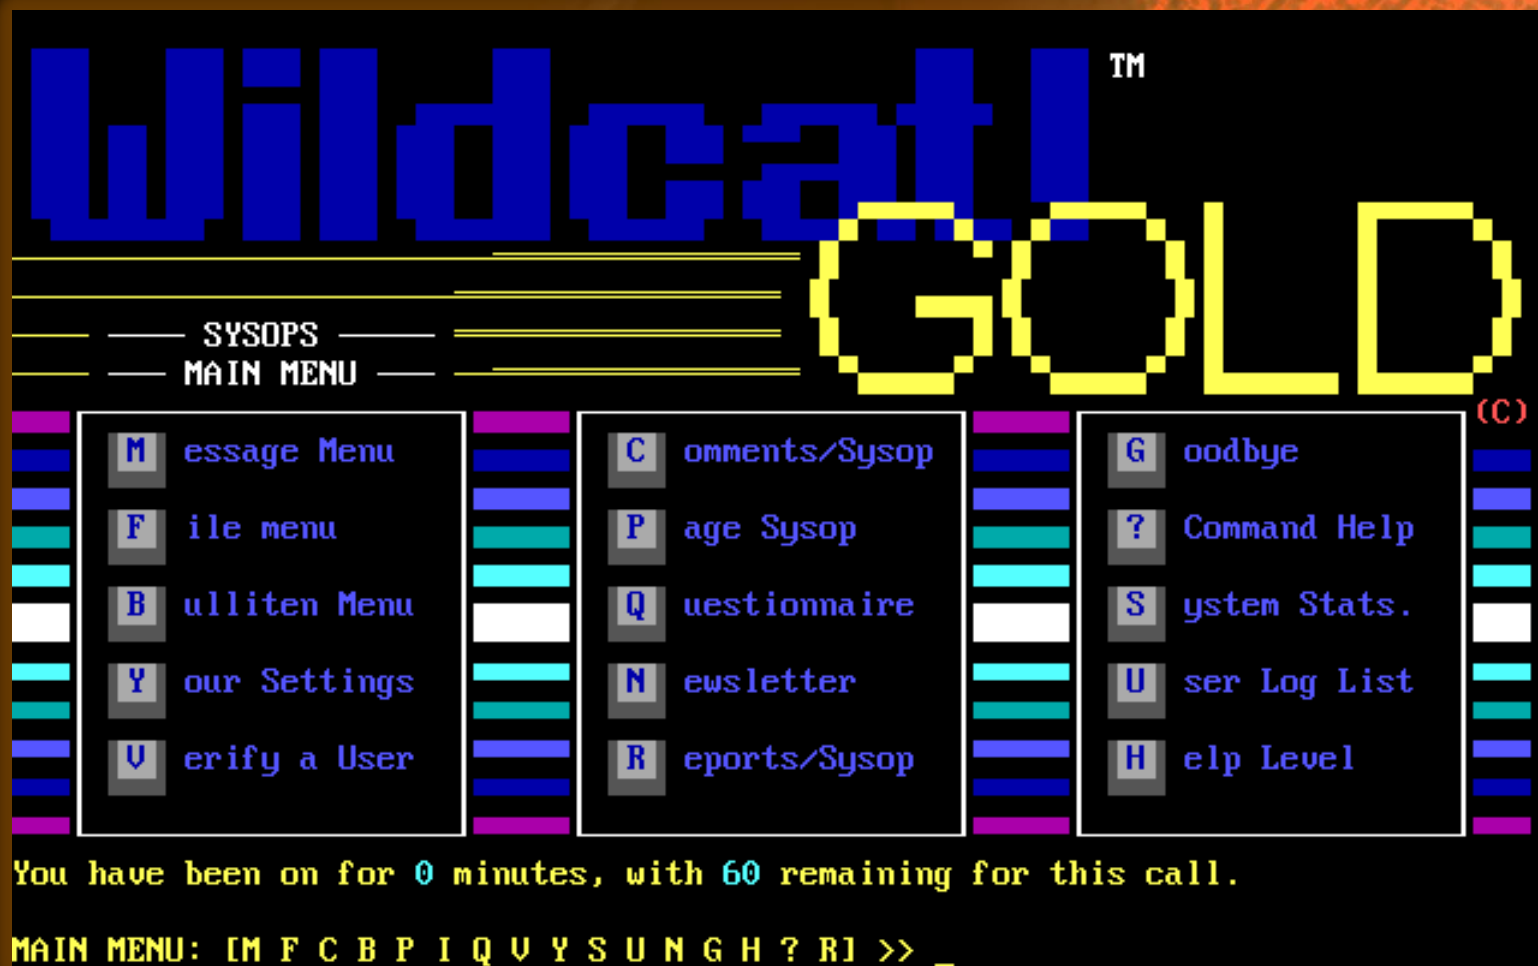 Wildcat! TM
GOLD
SYSOPS
MAIN MENU
(C)
M essage Menu
F ile menu
B ulliten Menu
Y our Settings
V erify a User
C omments/Sysop
P age Sysop
Q uestionnaire
N ewsletter
R eports/Sysop
G oodbye
? Command Help
S ystem Stats.
U ser Log List
H elp Level
You have been on for 0 minutes, with 60 remaining for this call.
MAIN MENU: [M F C B P I Q V Y S U N G H ? R] >> _